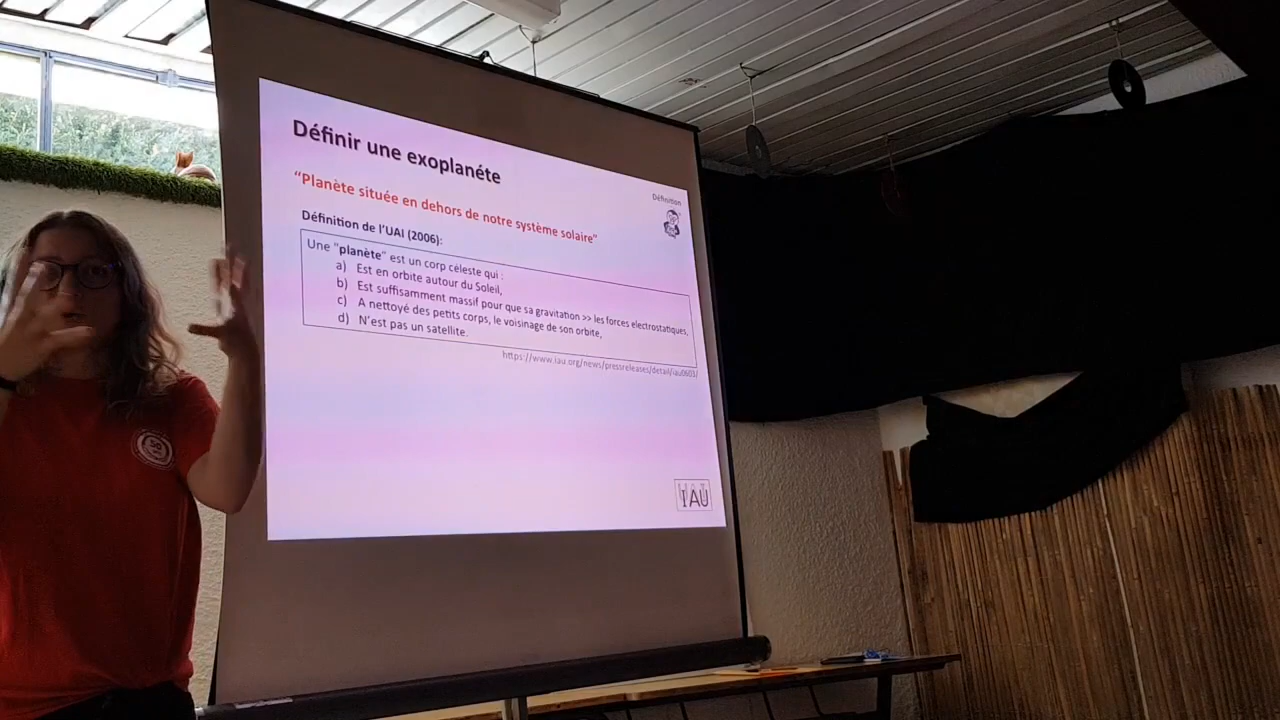 Définir une exoplanéte
Définition
“Planète située en dehors de notre système solaire”
Définition de l’UAI (2006):
Une “planète” est un corp céleste qui :
a) Est en orbite autour du Soleil,
b) Est suffisamment massif pour que sa gravitation >> les forces electrostatiques,
c) A nettoyé des petits corps, le voisinage de son orbite,
d) N’est pas un satellite.
https://www.iau.org/news/pressreleases/detail/iau0603/
IAU
50